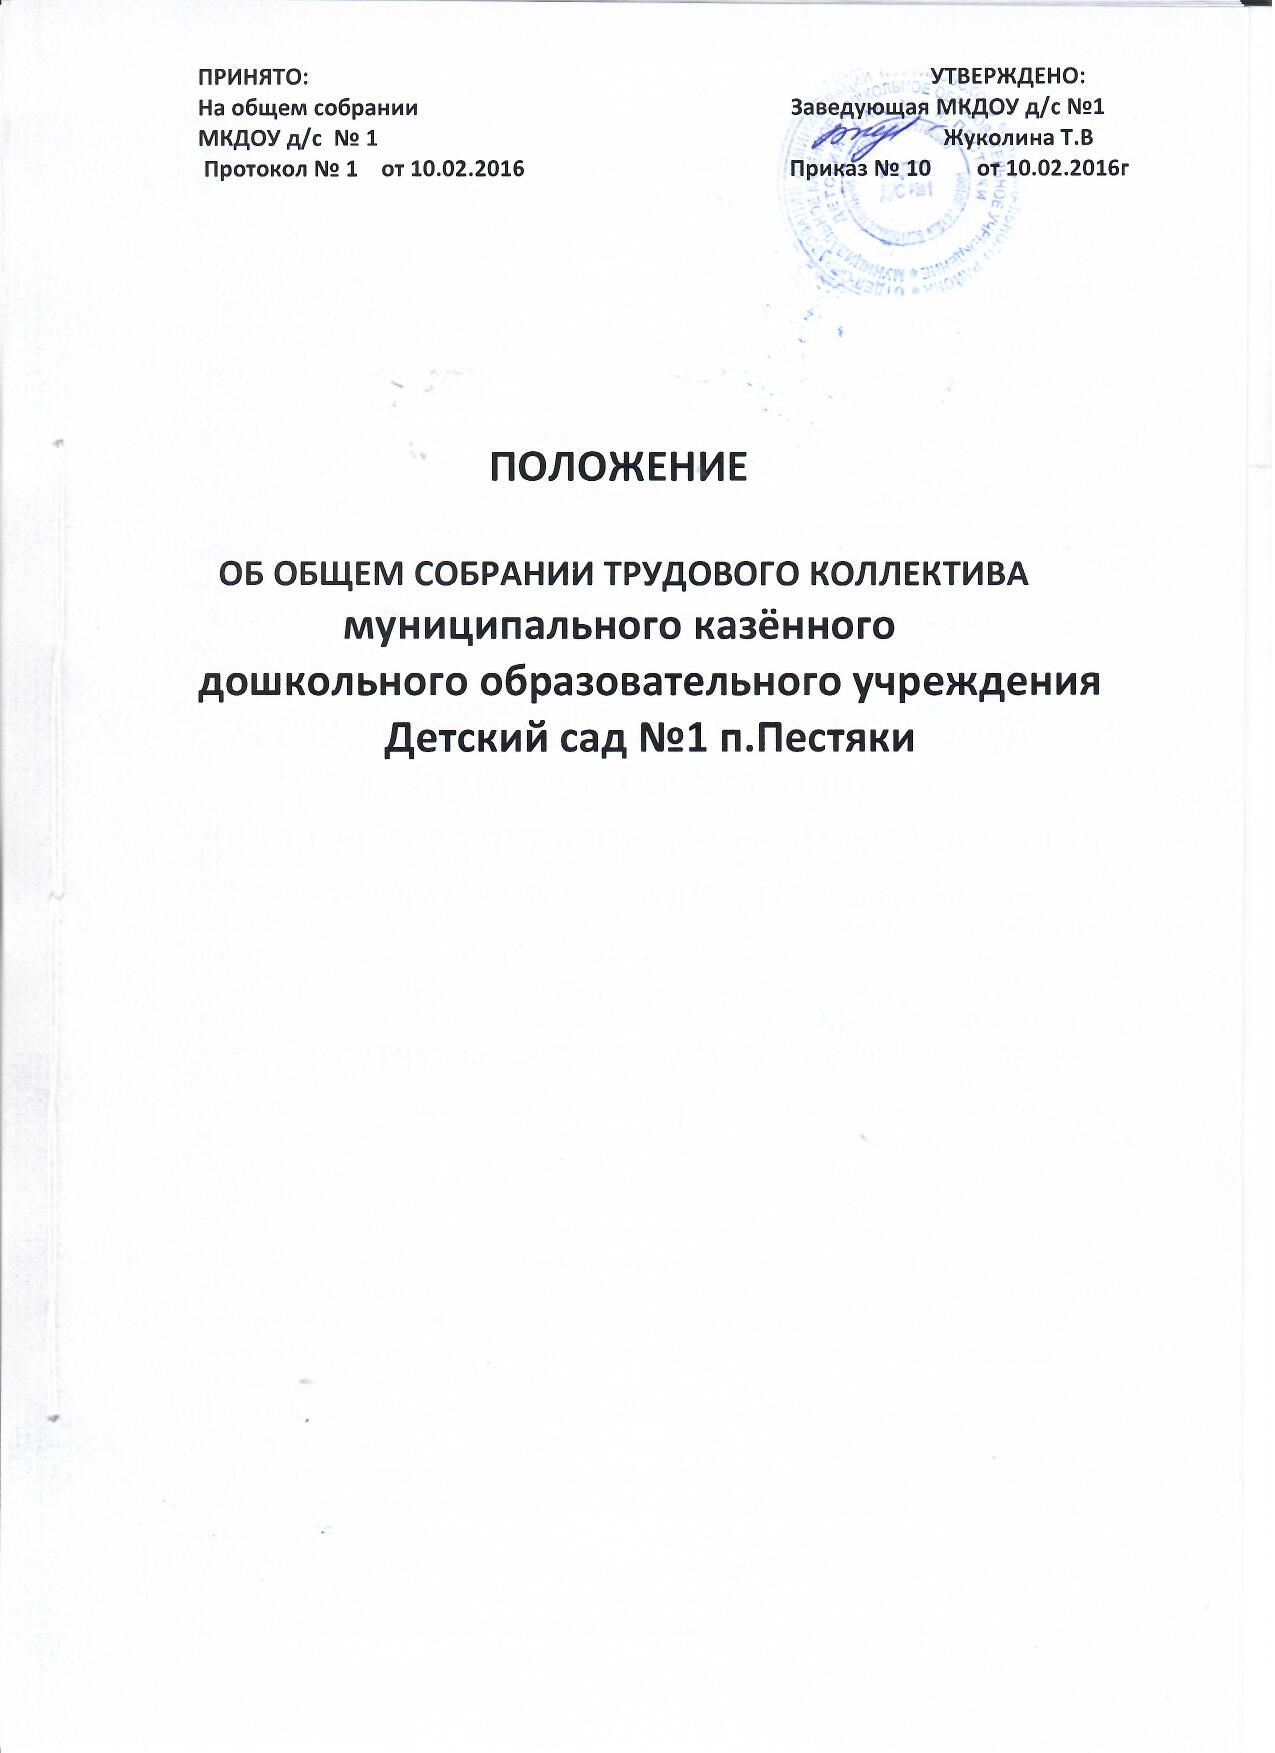 ПРИНЯТО:
На общем собрании
МКДОУ д/с № 1
Протокол № 1 от 10.02.2016
УТВЕРЖДЕНО:
Заведующая МКДОУ д/с №1
Жуколина Т.В
Приказ № 10 от 10.02.2016г
Д/С №1
ПОЛОЖЕНИЕ
ОБ ОБЩЕМ СОБРАНИИ ТРУДОВОГО КОЛЛЕКТИВА
муниципального казённого
дошкольного образовательного учреждения
Детский сад №1 п.Пестяки